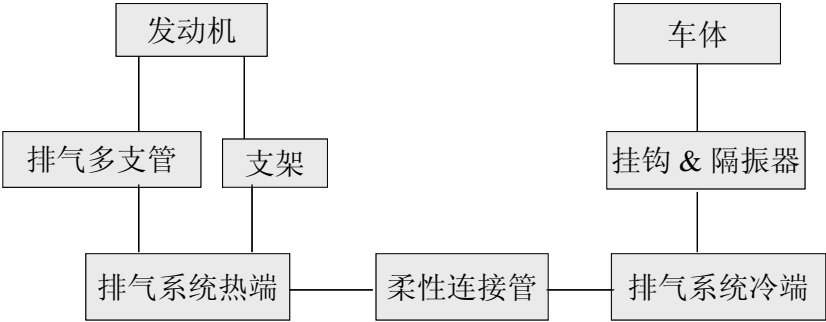 发动机
车体
排气多支管
支架
挂钩 & 隔振器
排气系统热端
柔性连接管
排气系统冷端